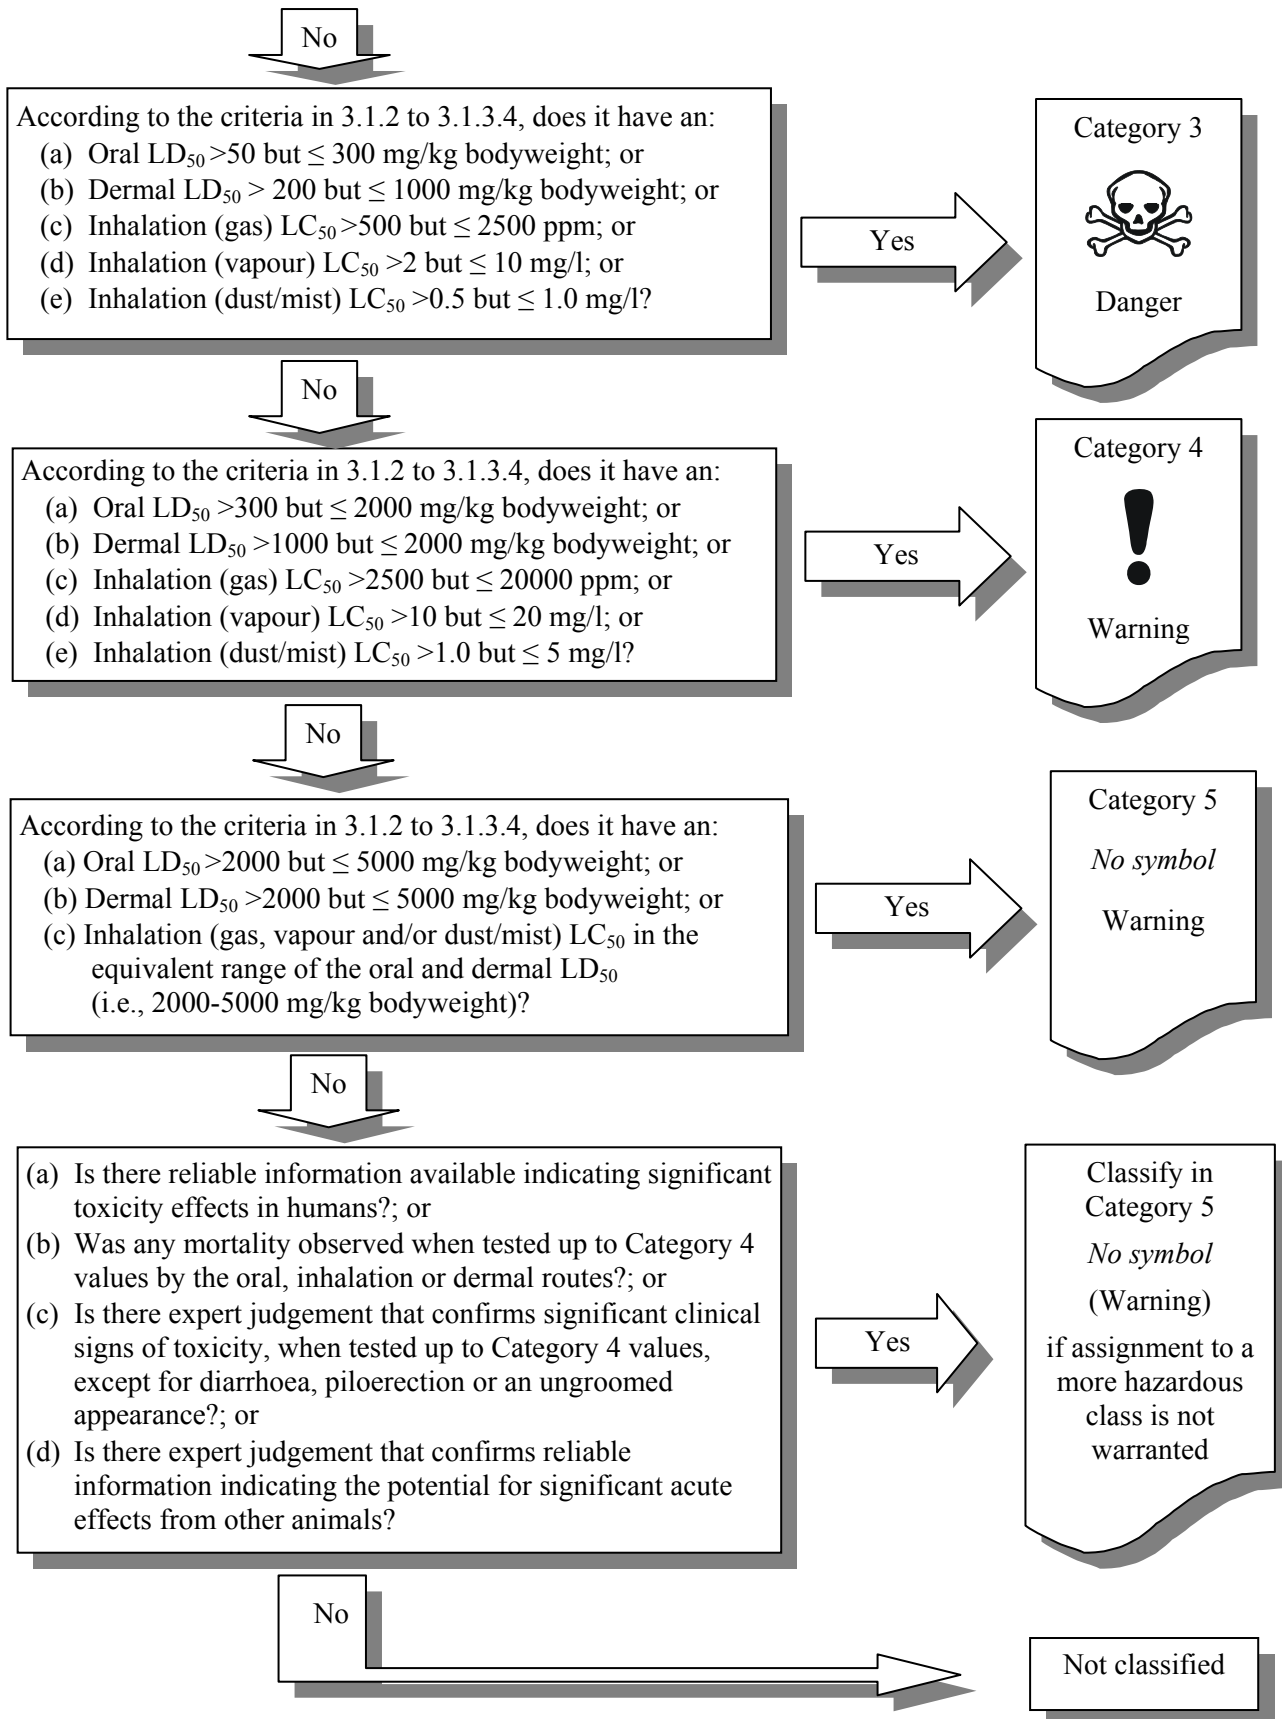 No
According to the criteria in 3.1.2 to 3.1.3.4, does it have an:
(a) Oral LD50 >50 but ≤ 300 mg/kg bodyweight; or
(b) Dermal LD50 > 200 but ≤ 1000 mg/kg bodyweight; or
(c) Inhalation (gas) LC50 >500 but ≤ 2500 ppm; or
(d) Inhalation (vapour) LC50 >2 but ≤ 10 mg/l; or
(e) Inhalation (dust/mist) LC50 >0.5 but ≤ 1.0 mg/l?
Yes
Category 3
Danger
No
According to the criteria in 3.1.2 to 3.1.3.4, does it have an:
(a) Oral LD50 >300 but ≤ 2000 mg/kg bodyweight; or
(b) Dermal LD50 >1000 but ≤ 2000 mg/kg bodyweight; or
(c) Inhalation (gas) LC50 >2500 but ≤ 20000 ppm; or
(d) Inhalation (vapour) LC50 >10 but ≤ 20 mg/l; or
(e) Inhalation (dust/mist) LC50 >1.0 but ≤ 5 mg/l?
Yes
Category 4
!
Warning
No
According to the criteria in 3.1.2 to 3.1.3.4, does it have an:
(a) Oral LD50 >2000 but ≤ 5000 mg/kg bodyweight; or
(b) Dermal LD50 >2000 but ≤ 5000 mg/kg bodyweight; or
(c) Inhalation (gas, vapour and/or dust/mist) LC50 in the
equivalent range of the oral and dermal LD50
(i.e., 2000-5000 mg/kg bodyweight)?
Yes
Category 5
No symbol
Warning
No
(a) Is there reliable information available indicating significant
toxicity effects in humans?; or
(b) Was any mortality observed when tested up to Category 4
values by the oral, inhalation or dermal routes?; or
(c) Is there expert judgement that confirms significant clinical
signs of toxicity, when tested up to Category 4 values,
except for diarrhoea, piloerection or an ungroomed
appearance?; or
(d) Is there expert judgement that confirms reliable
information indicating the potential for significant acute
effects from other animals?
Yes
Classify in
Category 5
No symbol
(Warning)
if assignment to a
more hazardous
class is not
warranted
No
Not classified